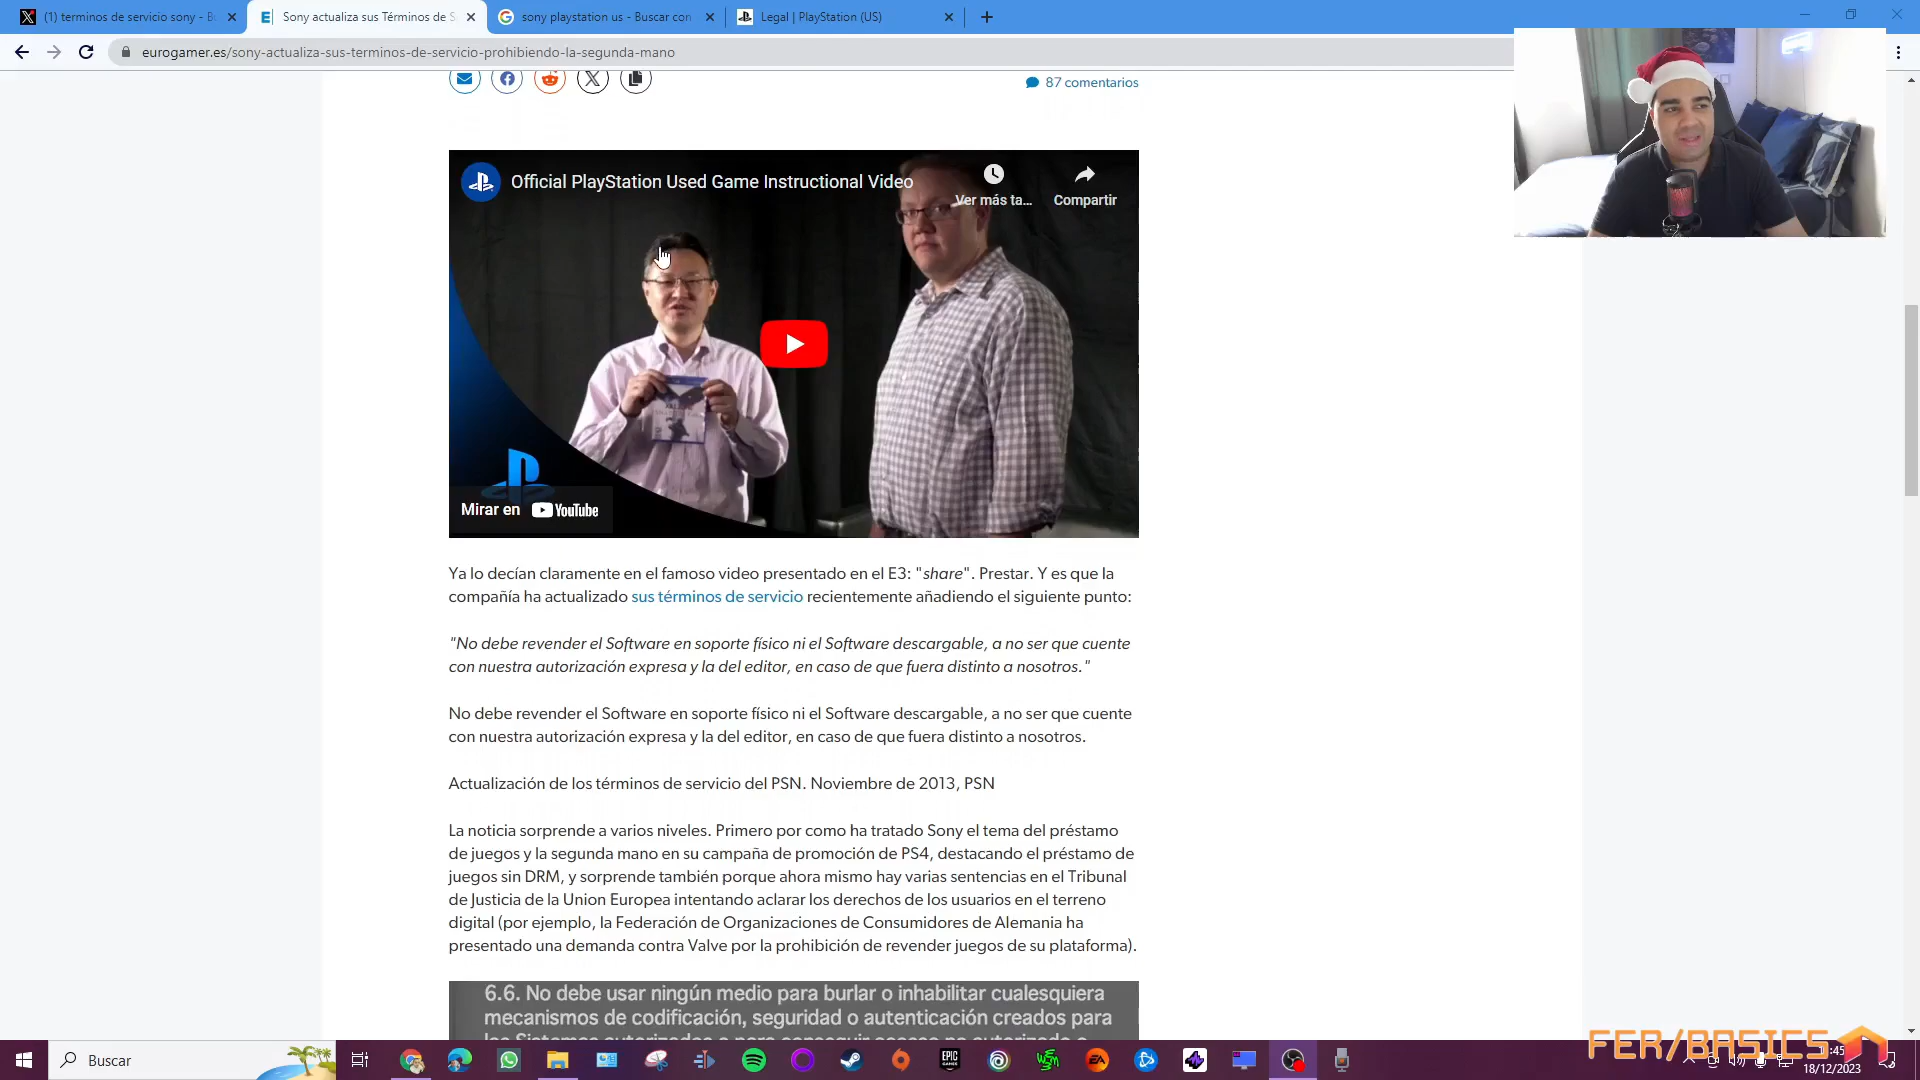 (1) terminos de servicio sony - B
Sony actualiza sus Términos de S
sony playstation us - Buscar con
Legal | PlayStation (US)
eurogamer.es/sony-actualiza-sus-terminos-de-servicio-prohibiendo-la-segunda-mano
87 comentarios
Official PlayStation Used Game Instructional Video
Ver más ta...
Compartir
Mirar en YouTube
Ya lo decían claramente en el famoso video presentado en el E3: "share". Prestar. Y es que la
compañía ha actualizado sus términos de servicio recientemente añadiendo el siguiente punto:
"No debe revender el Software en soporte físico ni el Software descargable, a no ser que cuente
con nuestra autorización expresa y la del editor, en caso de que fuera distinto a nosotros."
No debe revender el Software en soporte físico ni el Software descargable, a no ser que cuente
con nuestra autorización expresa y la del editor, en caso de que fuera distinto a nosotros.
Actualización de los términos de servicio del PSN. Noviembre de 2013, PSN
La noticia sorprende a varios niveles. Primero por como ha tratado Sony el tema del préstamo
de juegos y la segunda mano en su campaña de promoción de PS4, destacando el préstamo de
juegos sin DRM, y sorprende también porque ahora mismo hay varias sentencias en el Tribunal
de Justicia de la Union Europea intentando aclarar los derechos de los usuarios en el terreno
digital (por ejemplo, la Federación de Organizaciones de Consumidores de Alemania ha
presentado una demanda contra Valve por la prohibición de revender juegos de su plataforma).
6.6. No debe usar ningún medio para burlar o inhabilitar cualesquiera
mecanismos de codificación, seguridad o autenticación creados para
Buscar
EPIC GAMES
EA
FER/BASICS
:45
18/12/2023